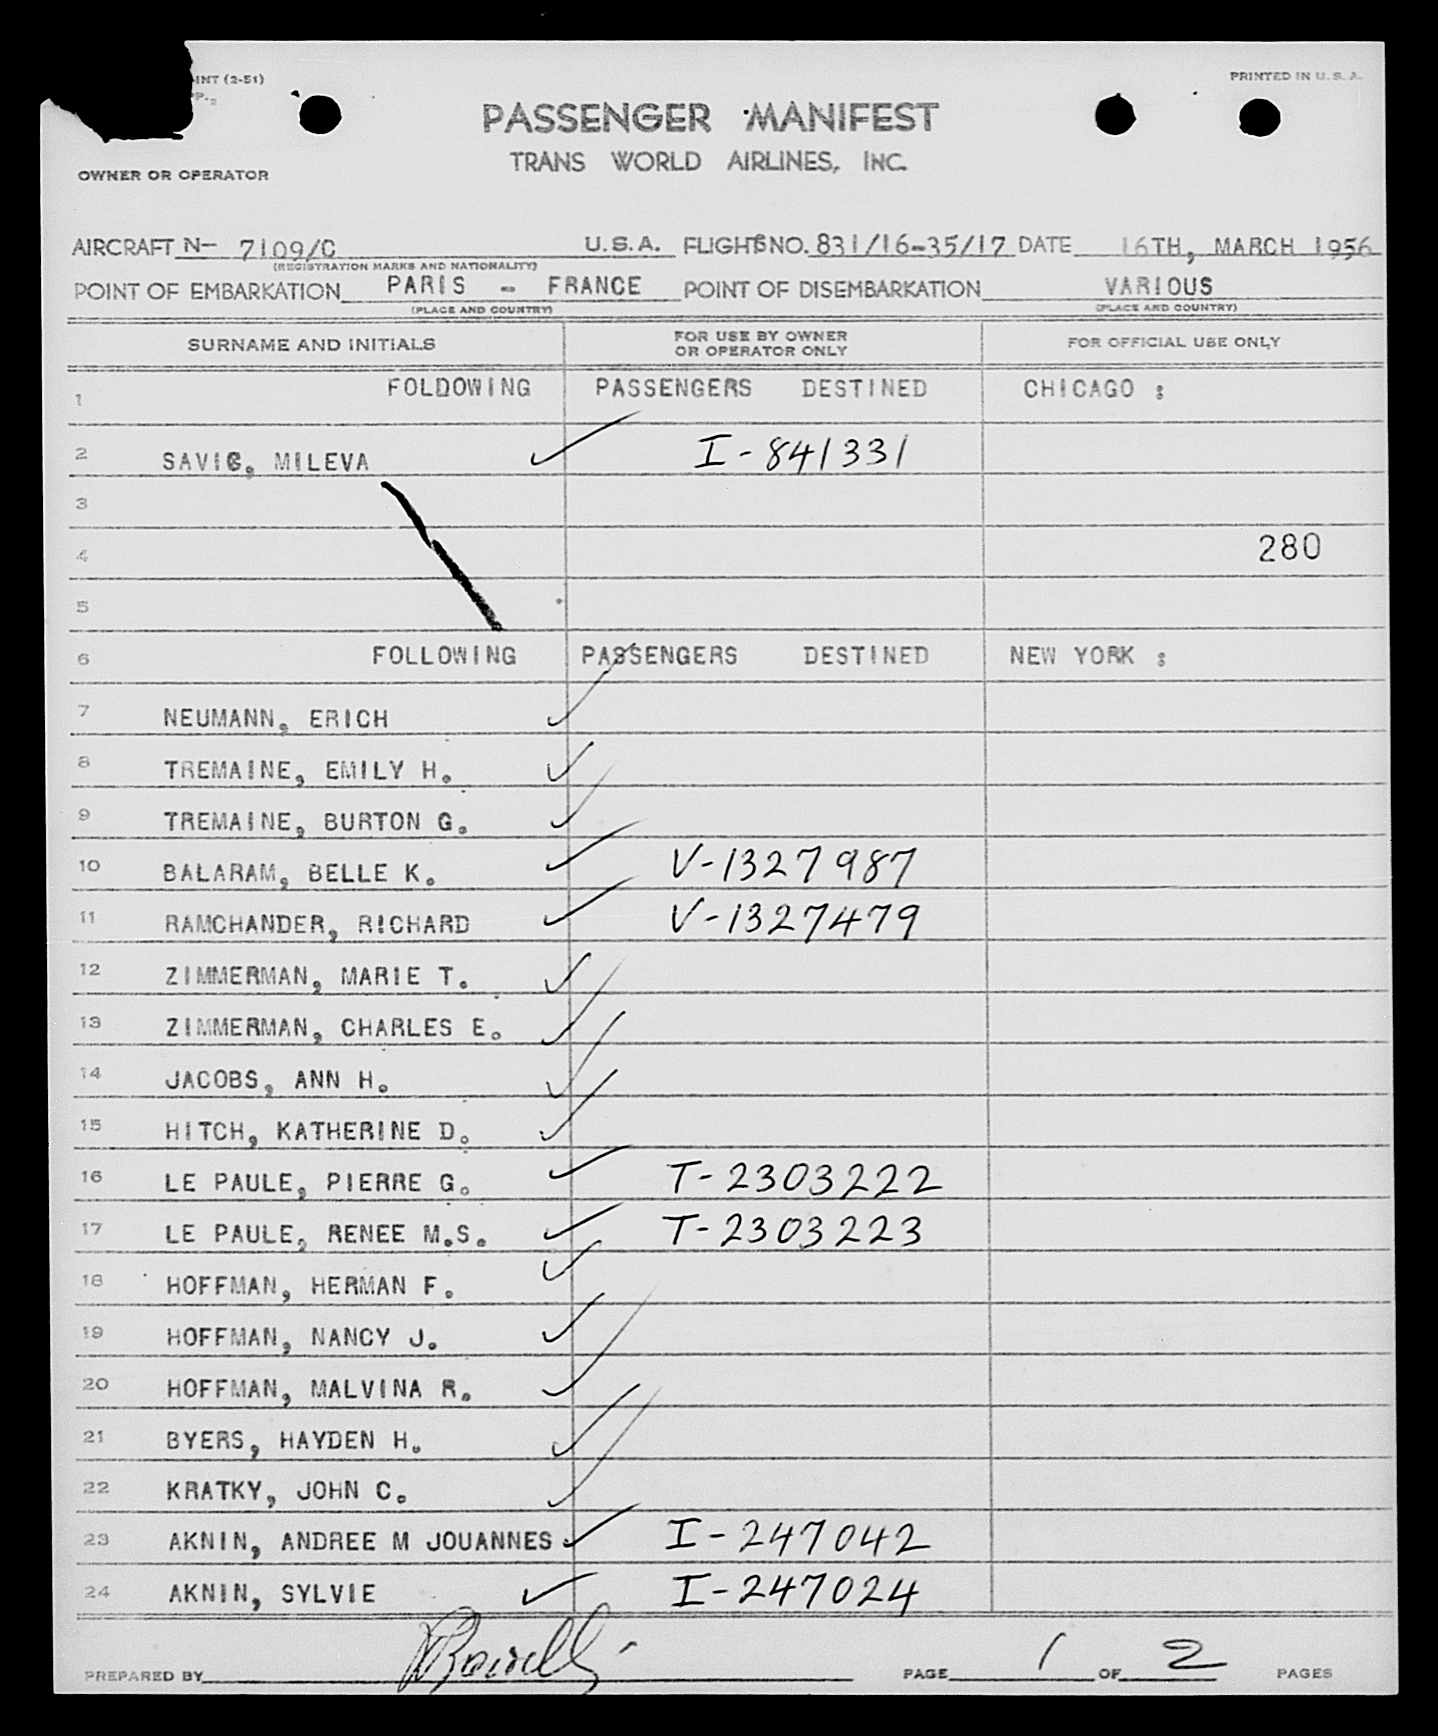 INT (2-51)
P.
PRINTED IN U. S. A.
PASSENGER MANIFEST
TRANS WORLD AIRLINES, INC.
OWNER OR OPERATOR
AIRCRAFT N- 7109/C U.S.A. FLIGHTS NO. 831/16-35/17 DATE 16TH, MARCH 1956
(REGISTRATION MARKS AND NATIONALITY)
POINT OF EMBARKATION PARIS - FRANCE POINT OF DISEMBARKATION VARIOUS
(PLACE AND COUNTRY) (PLACE AND COUNTRY)
SURNAME AND INITIALS FOR USE BY OWNER OR OPERATOR ONLY FOR OFFICIAL USE ONLY
1 FOLDOWING PASSENGERS DESTINED CHICAGO :
2 SAVIC, MILEVA ✓ I-841331
3
4 280
5
6 FOLLOWING PASSENGERS DESTINED NEW YORK :
7 NEUMANN, ERICH ✓
8 TREMAINE, EMILY H. ✓
9 TREMAINE, BURTON G. ✓
10 BALARAM, BELLE K. ✓ V-1327987
11 RAMCHANDER, RICHARD ✓ V-1327479
12 ZIMMERMAN, MARIE T. ✓
13 ZIMMERMAN, CHARLES E. ✓
14 JACOBS, ANN H. ✓
15 HITCH, KATHERINE D. ✓
16 LE PAULE, PIERRE G. ✓ T-2303222
17 LE PAULE, RENEE M.S. ✓ T-2303223
18 HOFFMAN, HERMAN F. ✓
19 HOFFMAN, NANCY J. ✓
20 HOFFMAN, MALVINA R. ✓
21 BYERS, HAYDEN H. ✓
22 KRATKY, JOHN C. ✓
23 AKNIN, ANDREE M JOUANNES ✓ I-247042
24 AKNIN, SYLVIE ✓ I-247024
PREPARED BY PAGE 1 OF 2 PAGES